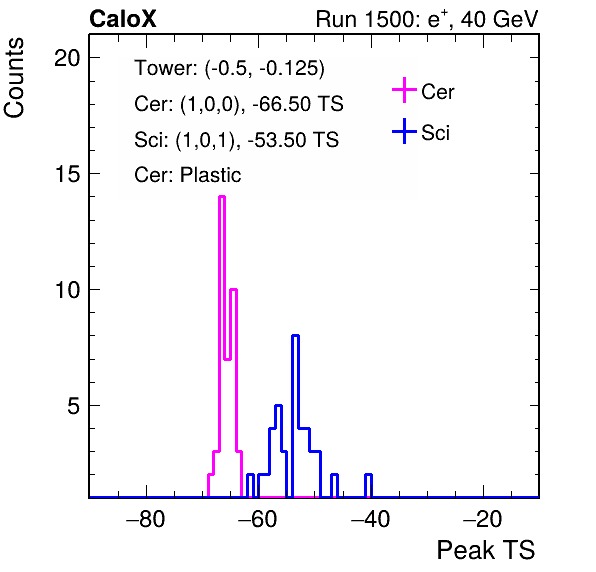 CaloX Run 1500: e⁺, 40 GeV
Counts
Tower: (-0.5, -0.125)
Cer: (1,0,0), -66.50 TS
Sci: (1,0,1), -53.50 TS
Cer: Plastic
Cer
Sci
20
15
10
5
−80 −60 −40 −20
Peak TS